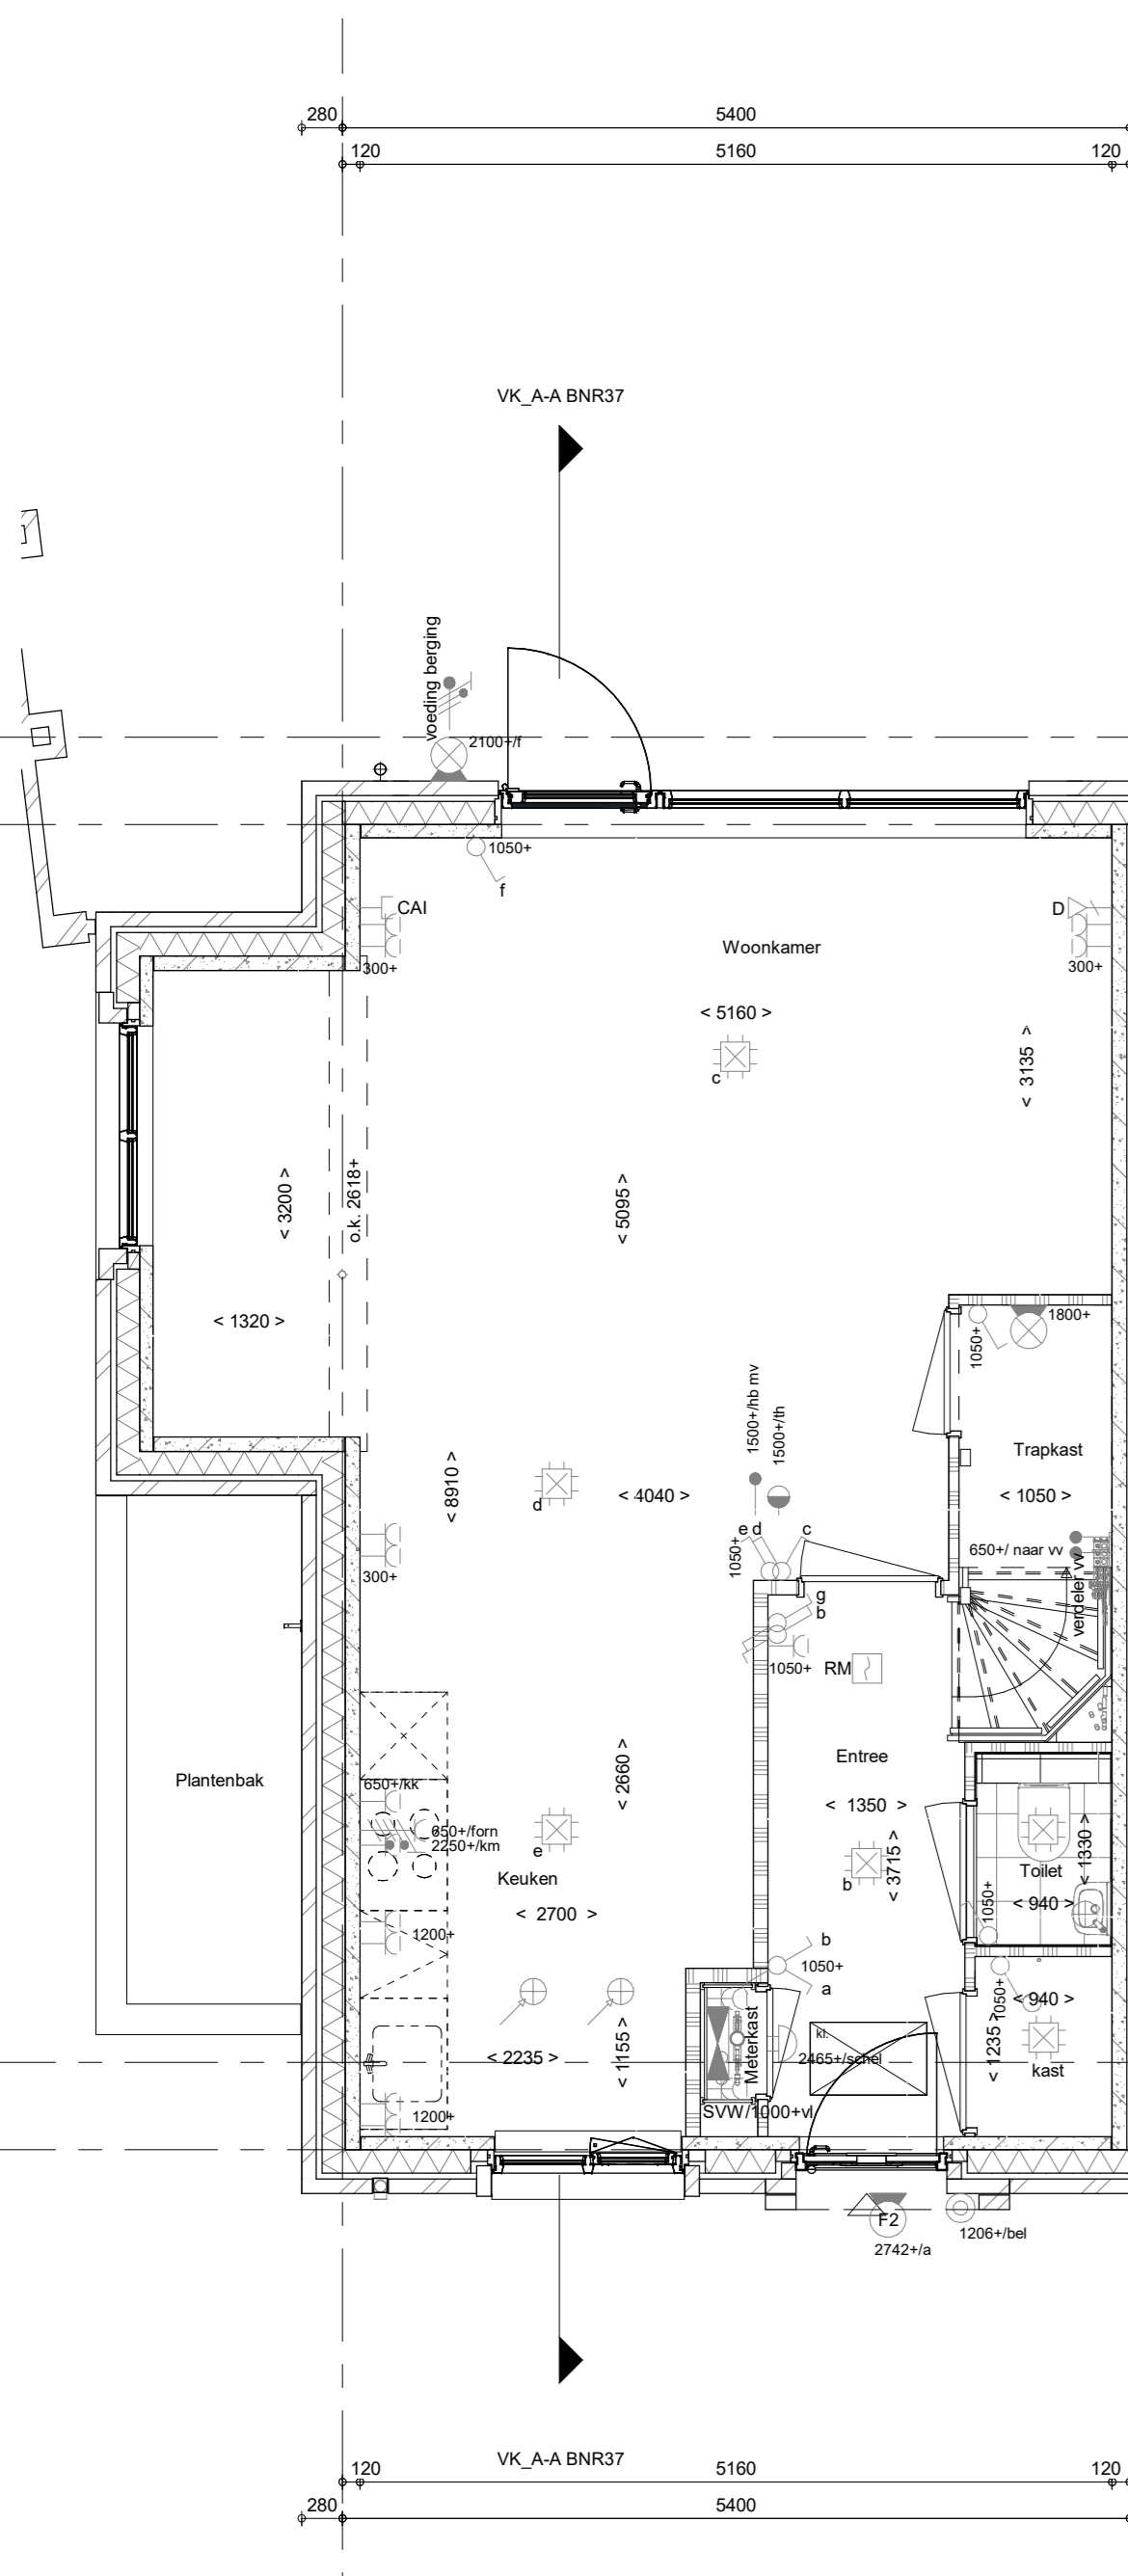 280
5400
120
5160
120
VK_A-A BNR37
voeding berging
2100+/f
1050+
f
CAI
300+
D
300+
Woonkamer
< 5160 >
c
< 3135 >
< 3200 >
o.k. 2618+
< 5095 >
< 1320 >
1050+
1800+
1500+/hb mv
1500+/th
Trapkast
< 8910 >
d
< 4040 >
< 1050 >
e d
c
1050+
650+/ naar vv
verdeler vv
300+
g
b
1050+
RM
Entree
Plantenbak
650+/kk
650+/forn
2250+/km
< 2660 >
e
Keuken
< 1350 >
< 3715 >
b
< 1330 >
Toilet
< 940 >
1050+
< 2700 >
1200+
b
1050+
a
1050+
< 940 >
< 1235 >
kast
Meterkast
kl.
2465+/schel
< 2235 >
< 1155 >
1200+
SVW/1000+vl
F2
1206+/bel
2742+/a
VK_A-A BNR37
120
5160
120
280
5400